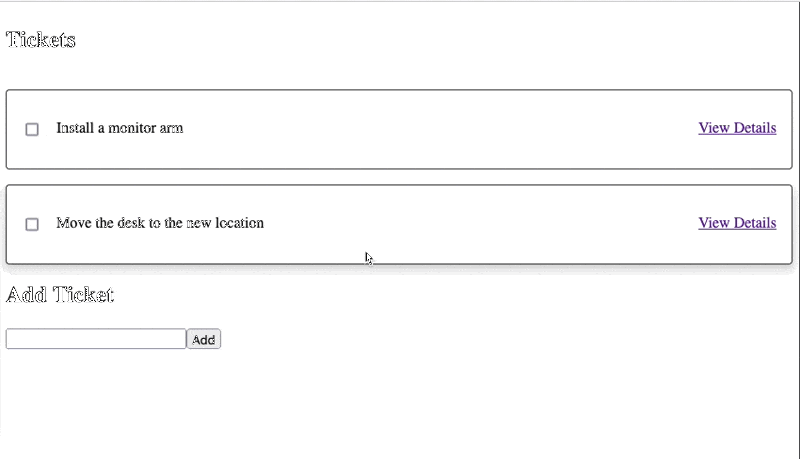 Tickets
Install a monitor arm View Details
Move the desk to the new location View Details
Add Ticket
Add